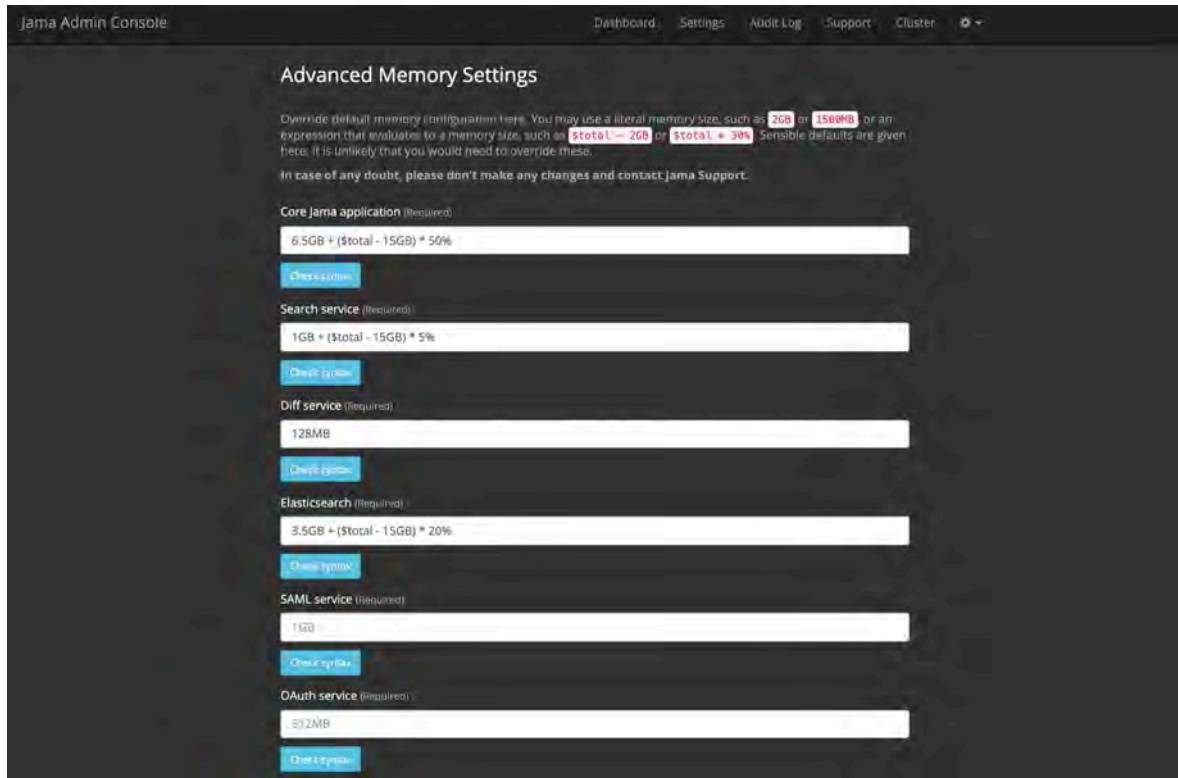 Jama Admin Console
Dashboard Settings Audit Log Support Cluster
Advanced Memory Settings
Override default memory configuration here. You may use a literal memory size, such as 2GB or 1500MB, or an
expression that evaluates to a memory size, such as $total - 2GB or $total * 30%. Sensible defaults are given
here; it is unlikely that you would need to override these.
In case of any doubt, please don't make any changes and contact Jama Support.
Core Jama application (Required)
6.5GB + ($total - 15GB) * 50%
Check syntax
Search service (Required)
1GB + ($total - 15GB) * 5%
Check syntax
Diff service (Required)
128MB
Check syntax
Elasticsearch (Required)
3.5GB + ($total - 15GB) * 20%
Check syntax
SAML service (Required)
1GB
Check syntax
OAuth service (Required)
512MB
Check syntax